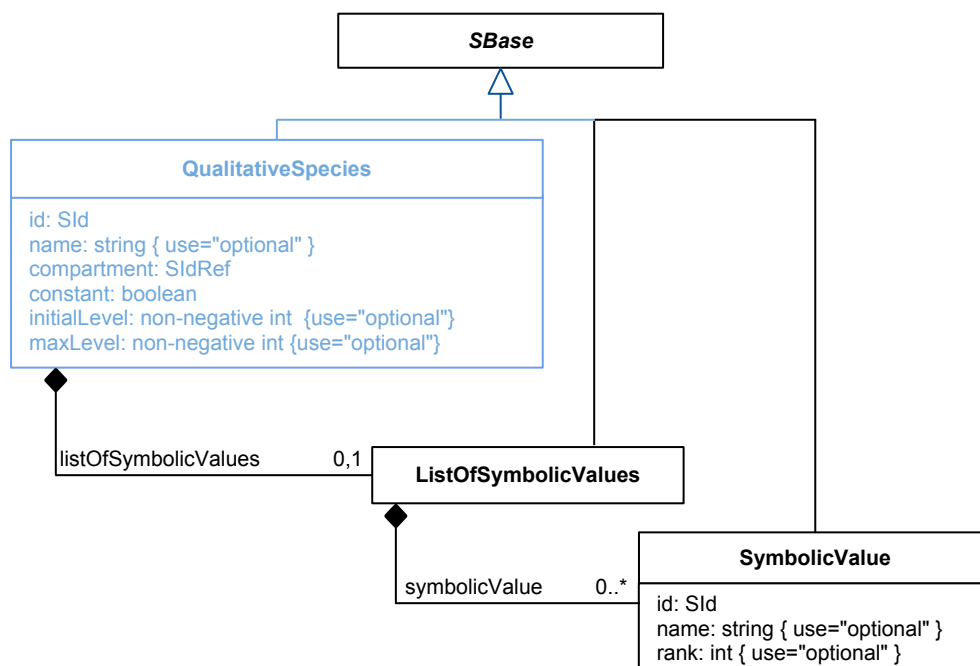 SBase
QualitativeSpecies
id: SId
name: string { use="optional" }
compartment: SIdRef
constant: boolean
initialLevel: non-negative int  {use="optional"}
maxLevel: non-negative int {use="optional"}
listOfSymbolicValues 0,1
ListOfSymbolicValues
symbolicValue 0..*
SymbolicValue
id: SId
name: string { use="optional" }
rank: int { use="optional" }